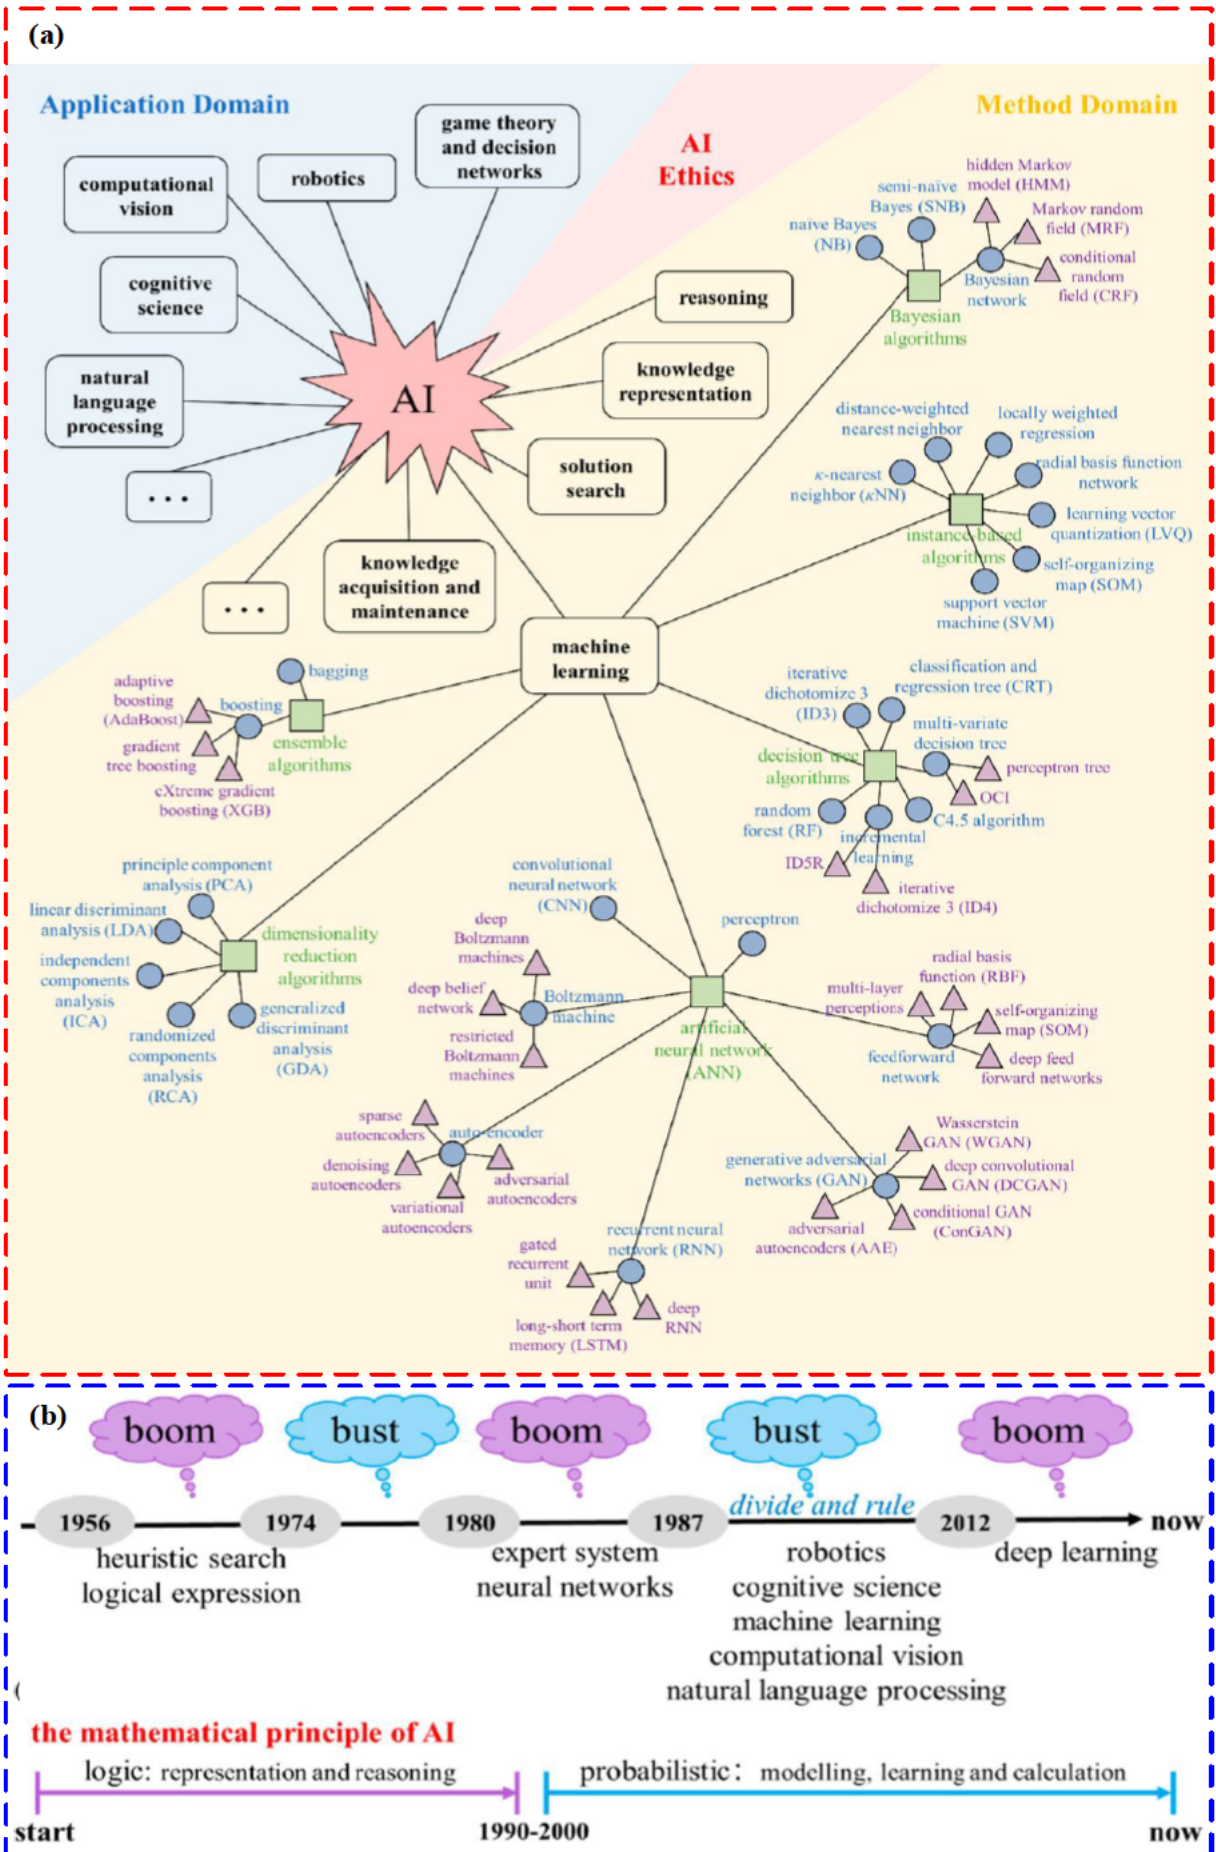 (a)
Application Domain
AI
Ethics
Method Domain
computational
vision
robotics
game theory
and decision
networks
cognitive
science
natural
language
processing
...
AI
reasoning
knowledge
representation
solution
search
knowledge
acquisition and
maintenance
...
machine
learning
naïve Bayes
(NB)
semi-naïve
Bayes (SNB)
hidden Markov
model (HMM)
Markov random
field (MRF)
conditional
random
field (CRF)
Bayesian
network
Bayesian
algorithms
distance-weighted
nearest neighbor
locally weighted
regression
κ-nearest
neighbor (κNN)
radial basis function
network
learning vector
quantization (LVQ)
instance-based
algorithms
self-organizing
map (SOM)
support vector
machine (SVM)
bagging
adaptive
boosting
(AdaBoost)
boosting
gradient
tree boosting
ensemble
algorithms
eXtreme gradient
boosting (XGB)
iterative
dichotomize 3
(ID3)
classification and
regression tree (CRT)
multi-variate
decision tree
decision tree
algorithms
perceptron tree
OCI
random
forest (RF)
C4.5 algorithm
incremental
learning
ID5R
iterative
dichotomize 3 (ID4)
principle component
analysis (PCA)
linear discriminant
analysis (LDA)
dimensionality
reduction
algorithms
independent
components
analysis
(ICA)
randomized
components
analysis
(RCA)
generalized
discriminant
analysis
(GDA)
convolutional
neural network
(CNN)
perceptron
deep
Boltzmann
machines
deep belief
network
Boltzmann
machine
restricted
Boltzmann
machines
artificial
neural network
(ANN)
radial basis
function (RBF)
multi-layer
perceptions
self-organizing
map (SOM)
feedforward
network
deep feed
forward networks
sparse
autoencoders
auto-encoder
denoising
autoencoders
adversarial
autoencoders
variational
autoencoders
Wasserstein
GAN (WGAN)
generative adversarial
networks (GAN)
deep convolutional
GAN (DCGAN)
conditional GAN
(ConGAN)
adversarial
autoencoders (AAE)
recurrent neural
network (RNN)
gated
recurrent
unit
long-short term
memory (LSTM)
deep
RNN
(b)
boom
bust
boom
bust
boom
divide and rule
1956
1974
1980
1987
2012
now
heuristic search
logical expression
expert system
neural networks
robotics
cognitive science
machine learning
computational vision
natural language processing
deep learning
(
the mathematical principle of AI
logic: representation and reasoning
probabilistic: modelling, learning and calculation
start
1990-2000
now